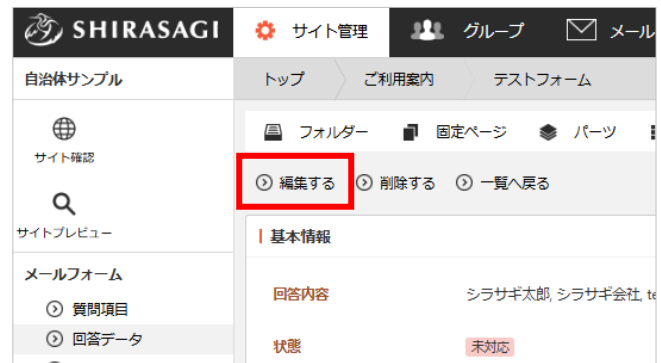 SHIRASAGI サイト管理 グループ メール
自治体サンプル トップ ご利用案内 テストフォーム
フォルダー 固定ページ パーツ
サイト確認
編集する 削除する 一覧へ戻る
サイトプレビュー
基本情報
メールフォーム
回答内容 シラサギ太郎, シラサギ会社, te
質問項目
回答データ
状態 未対応